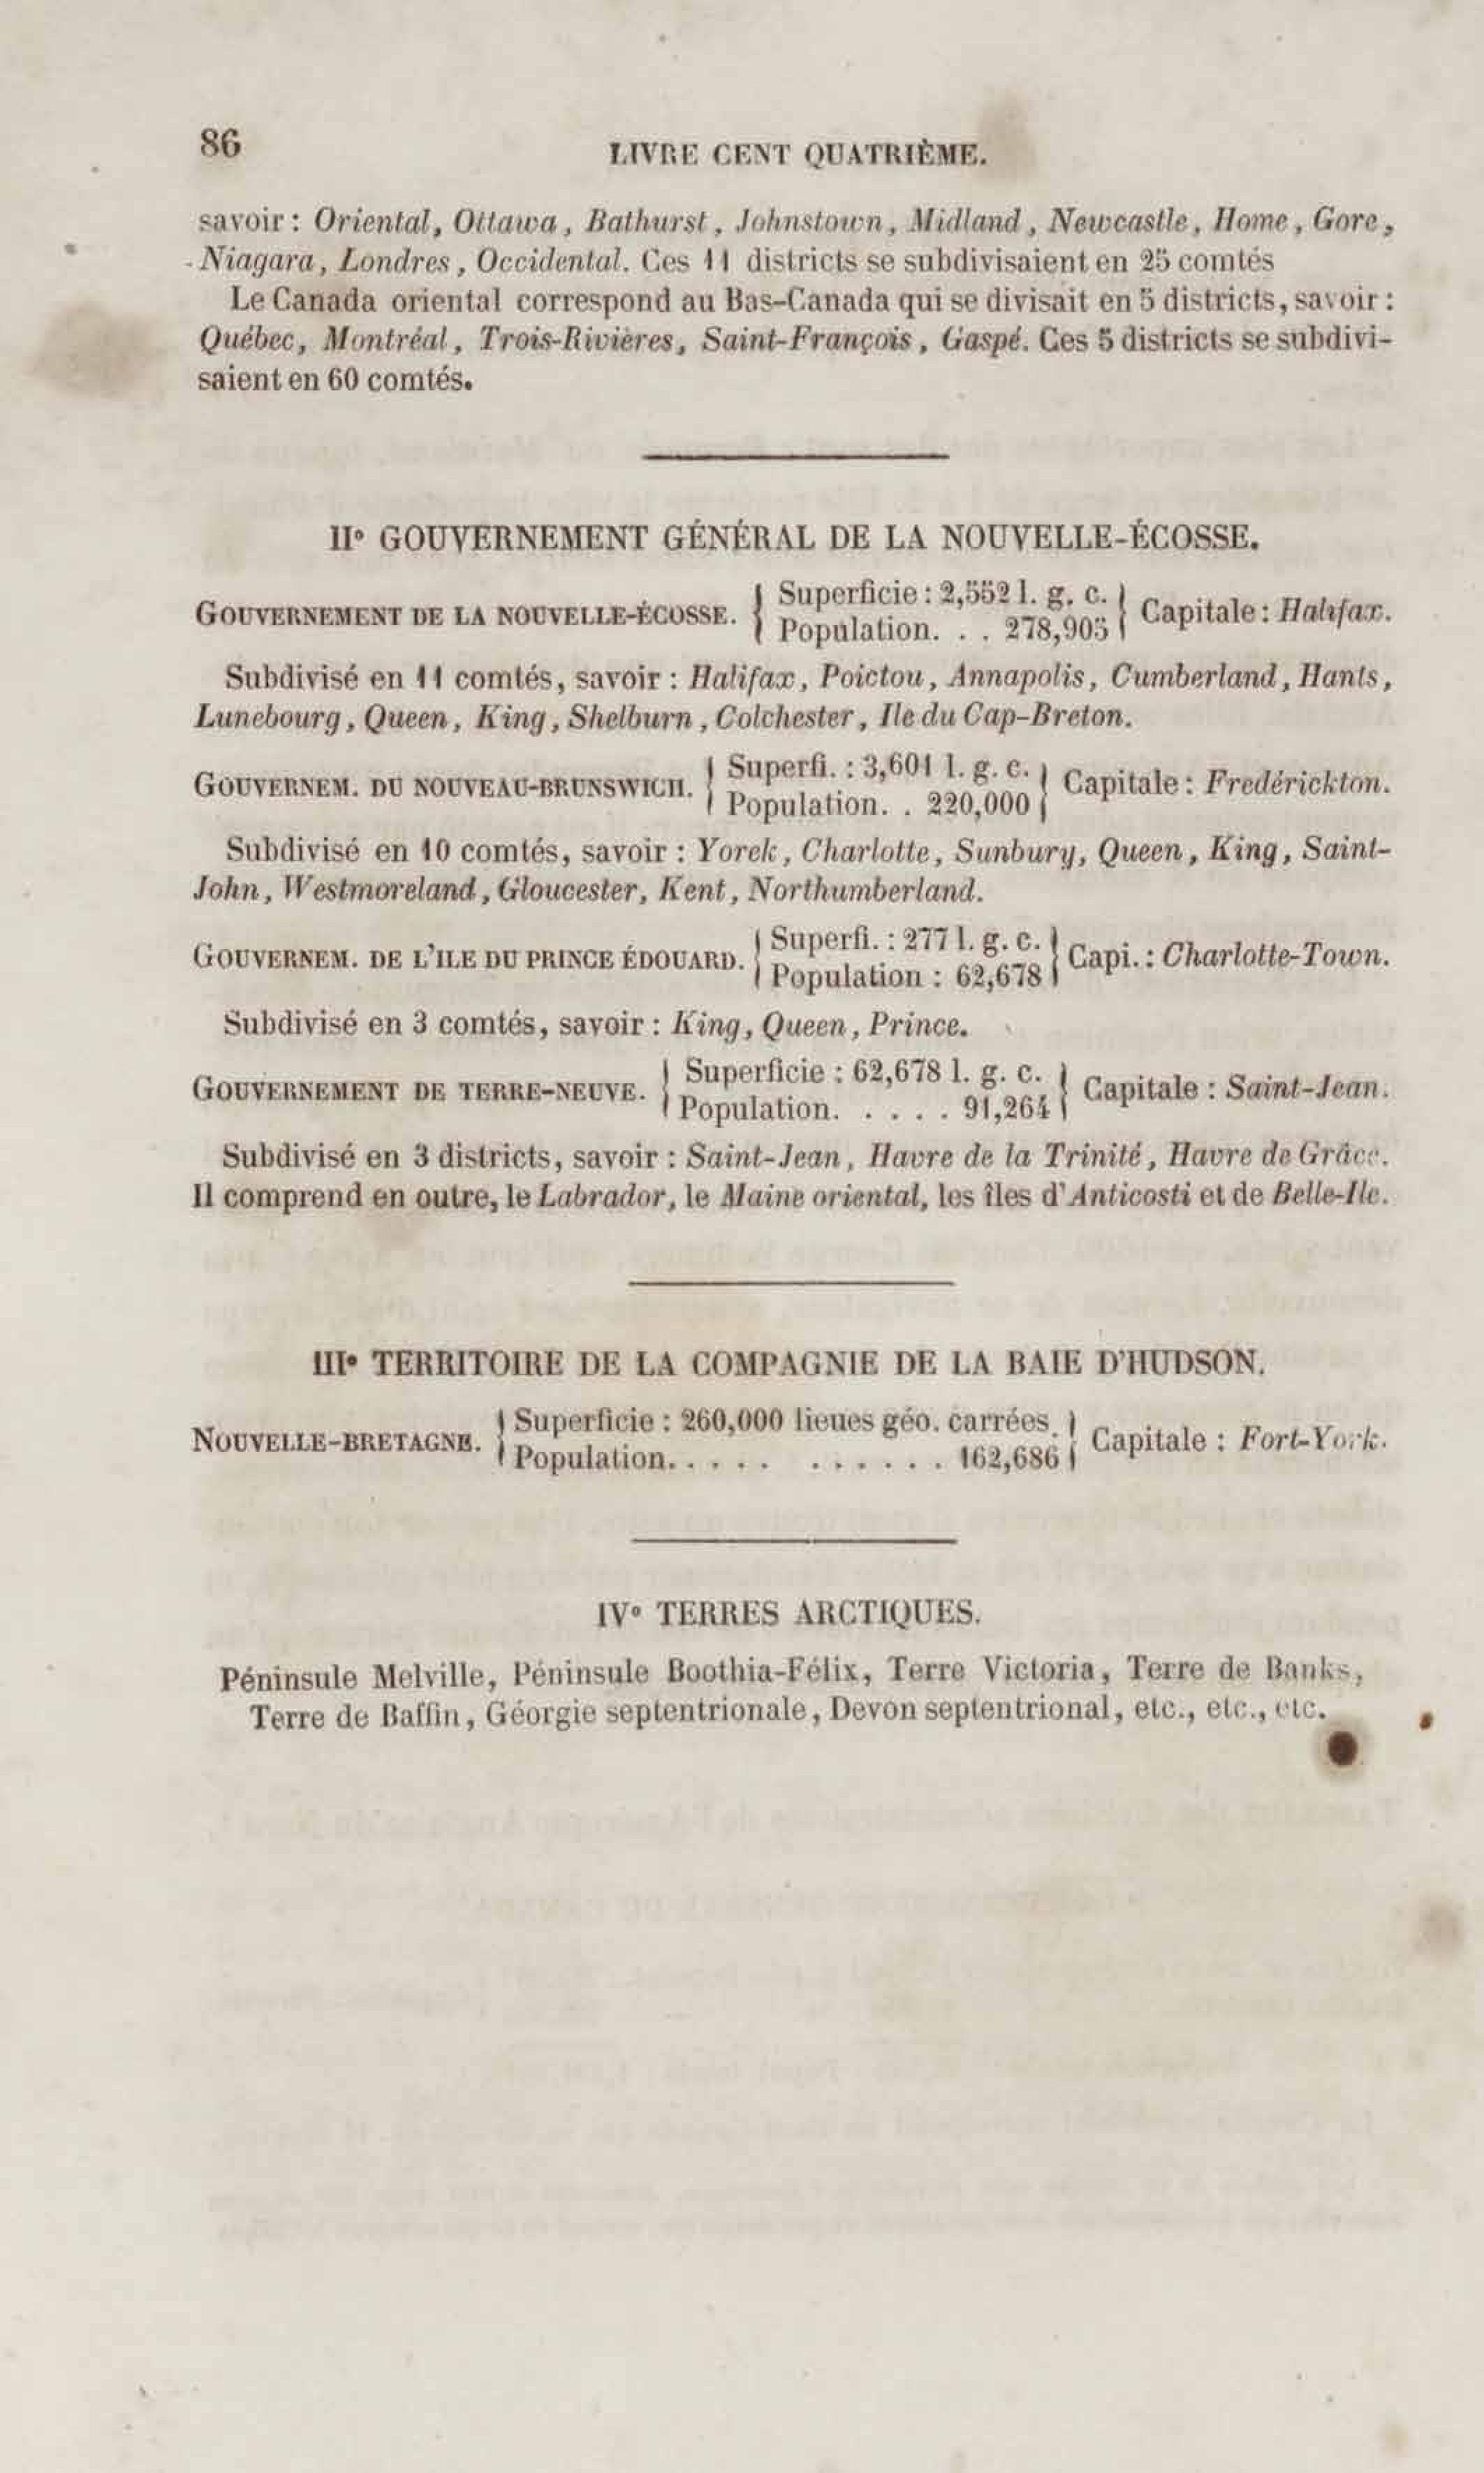 86
LIVRE CENT QUATRIÈME.
savoir : Oriental, Ottawa, Bathurst, Johnstown, Midland, Newcastle, Home, Gore,
Niagara, Londres, Occidental. Ces 11 districts se subdivisaient en 25 comtés
Le Canada oriental correspond au Bas-Canada qui se divisait en 5 districts, savoir :
Québec, Montréal, Trois-Rivières, Saint-François, Gaspé. Ces 5 districts se subdivi-
saient en 60 comtés.
IIe GOUVERNEMENT GÉNÉRAL DE LA NOUVELLE-ÉCOSSE.
GOUVERNEMENT DE LA NOUVELLE-ÉCOSSE. { Superficie : 2,552 l. g. c. } Capitale : Halifax.
Population. . . 278,905
Subdivisé en 11 comtés, savoir : Halifax, Poictou, Annapolis, Cumberland, Hants,
Lunebourg, Queen, King, Shelburn, Colchester, Ile du Cap-Breton.
GOUVERNEM. DU NOUVEAU-BRUNSWICH. { Superfi. : 3,601 l. g. c. } Capitale : Fredérickton.
Population. . 220,000
Subdivisé en 10 comtés, savoir : Yorck, Charlotte, Sunbury, Queen, King, Saint-
John, Westmoreland, Gloucester, Kent, Northumberland.
GOUVERNEM. DE L'ILE DU PRINCE ÉDOUARD. { Superfi. : 277 l. g. c. } Capi. : Charlotte-Town.
Population : 62,678
Subdivisé en 3 comtés, savoir : King, Queen, Prince.
GOUVERNEMENT DE TERRE-NEUVE. { Superficie : 62,678 l. g. c. } Capitale : Saint-Jean.
Population. . . . . 91,264
Subdivisé en 3 districts, savoir : Saint-Jean, Havre de la Trinité, Havre de Grâce.
Il comprend en outre, le Labrador, le Maine oriental, les îles d'Anticosti et de Belle-Ile.
IIIe TERRITOIRE DE LA COMPAGNIE DE LA BAIE D'HUDSON.
NOUVELLE-BRETAGNE. { Superficie : 260,000 lieues géo. carrées. } Capitale : Fort-York.
Population. . . . . . . . . . . 162,686
IVe TERRES ARCTIQUES.
Péninsule Melville, Péninsule Boothia-Félix, Terre Victoria, Terre de Banks,
Terre de Baffin, Géorgie septentrionale, Devon septentrional, etc., etc., etc.